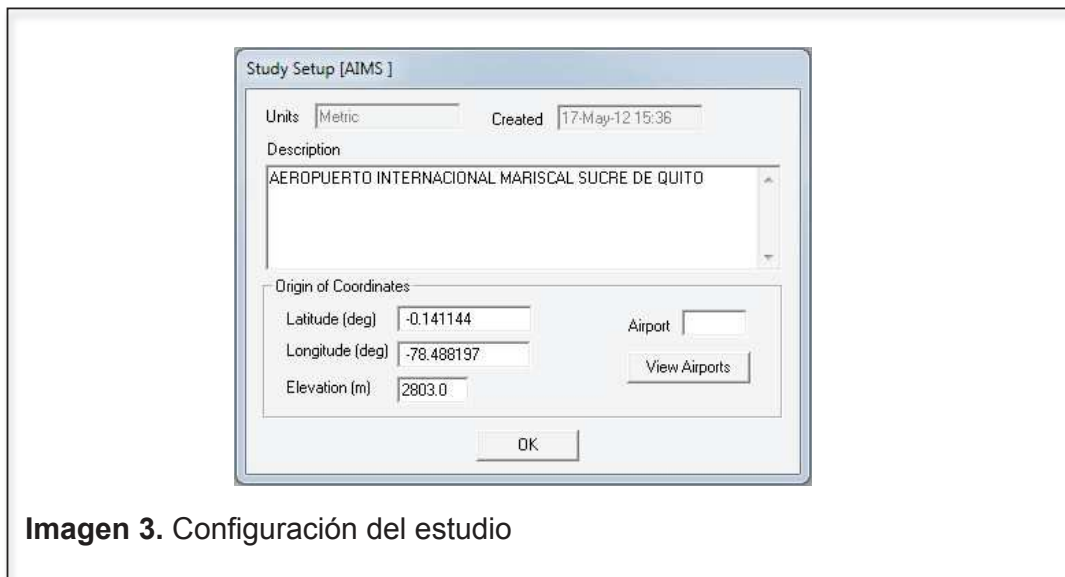 Study Setup [AIMS ]
Units Metric Created 17-May-12 15:36
Description
AEROPUERTO INTERNACIONAL MARISCAL SUCRE DE QUITO
Origin of Coordinates
Latitude (deg) -0.141144 Airport
Longitude (deg) -78.488197 View Airports
Elevation (m) 2803.0
OK
Imagen 3. Configuración del estudio